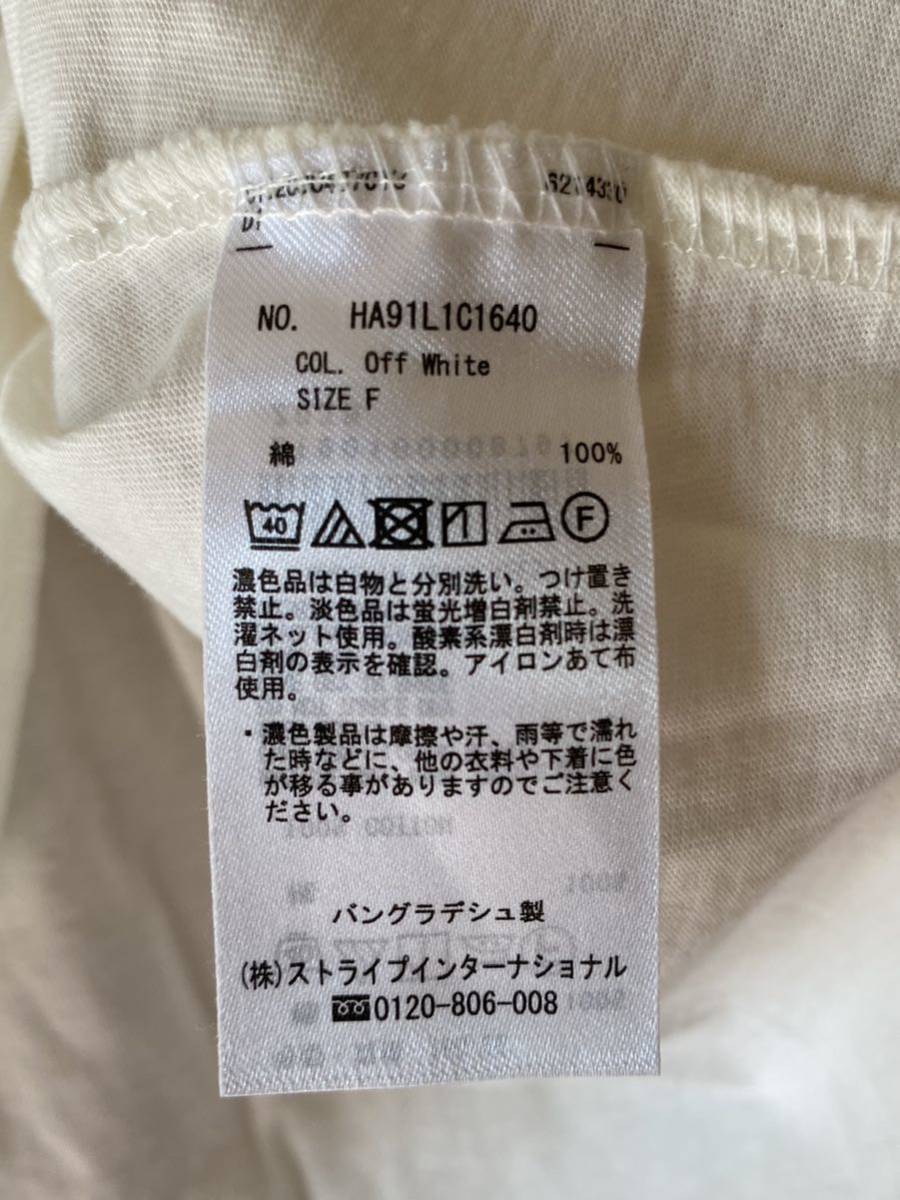 NO. HA91L1C1640
COL. Off White
SIZE F
綿 100%
40
F
濃色品は白物と分別洗い。つけ置き
禁止。淡色品は蛍光増白剤禁止。洗
濯ネット使用。酸素系漂白剤時は漂
白剤の表示を確認。アイロンあて布
使用。
・濃色製品は摩擦や汗、雨等で濡れ
た時などに、他の衣料や下着に色
が移る事がありますのでご注意く
ださい。
バングラデシュ製
(株)ストライプインターナショナル
0120-806-008